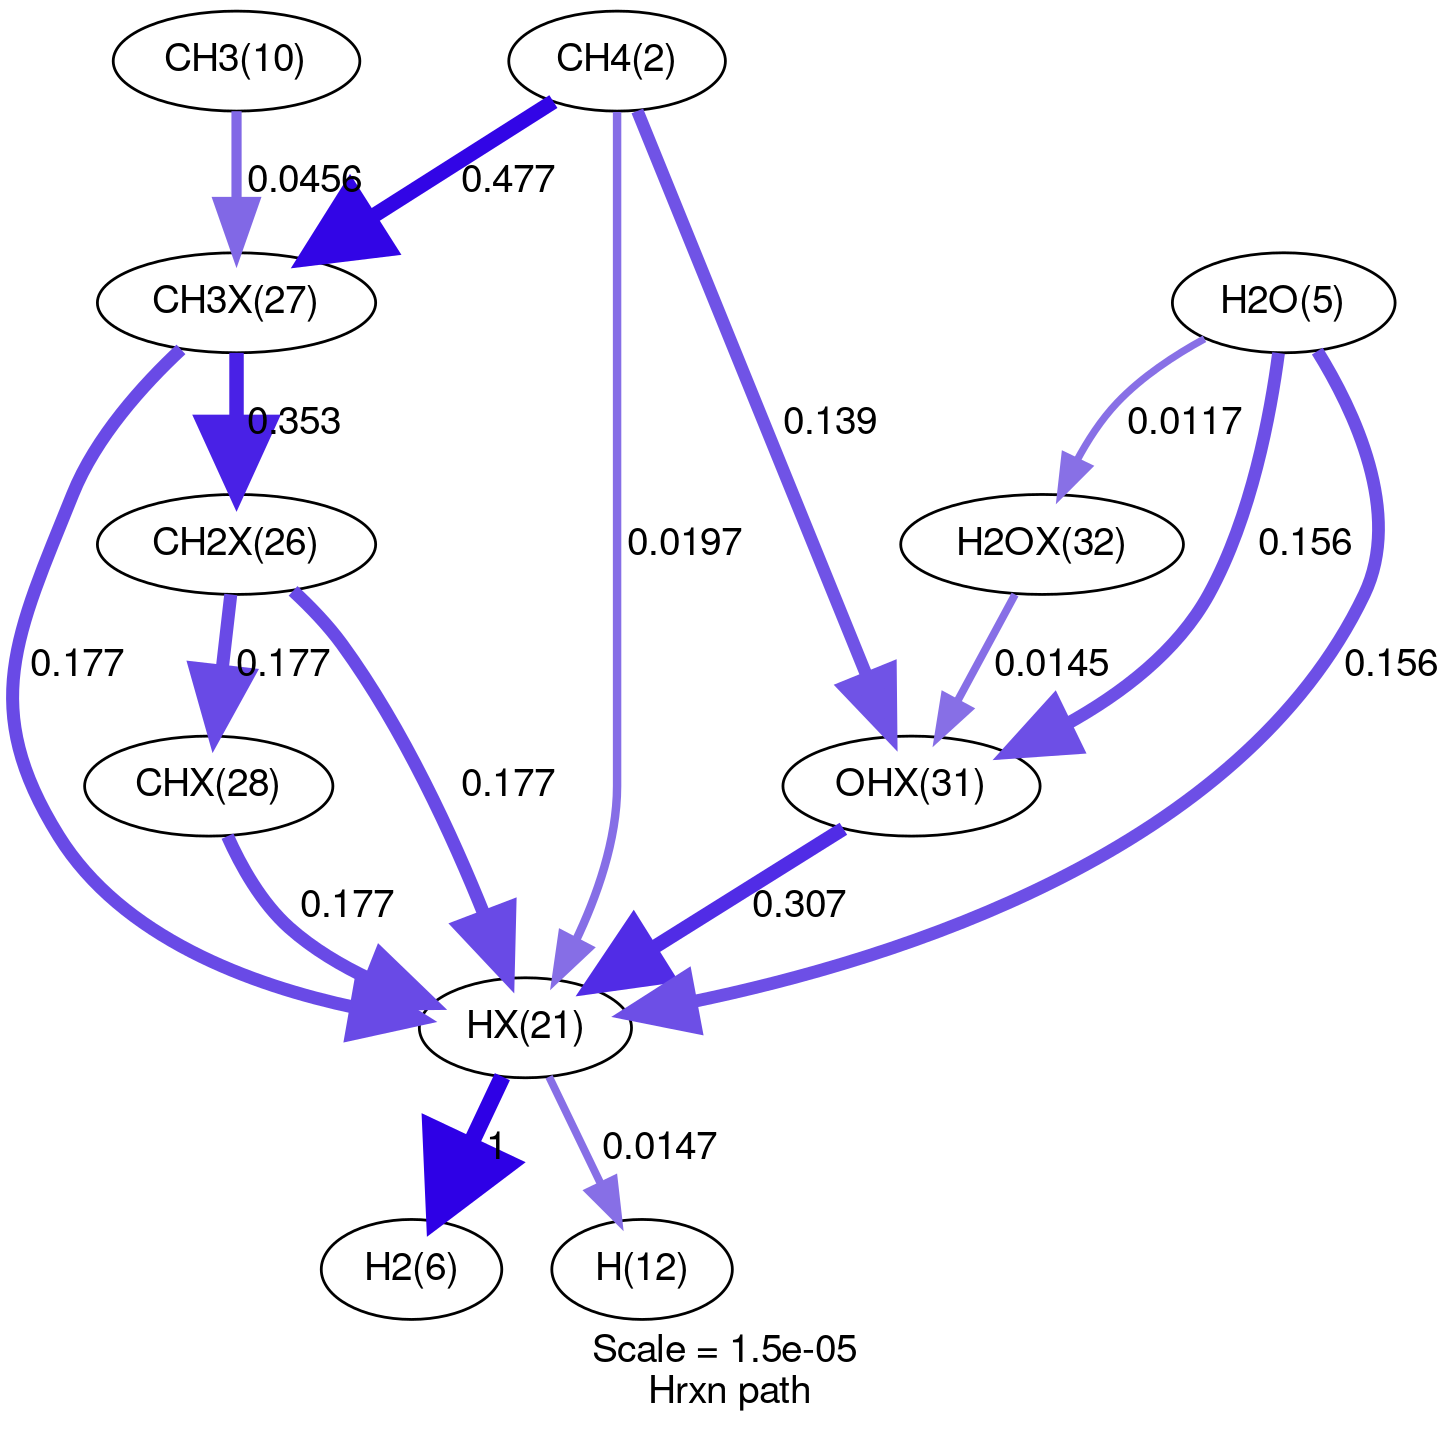 CH3(10)
CH4(2)
0.0456
0.477
CH3X(27)
H2O(5)
0.353
0.139
0.0117
CH2X(26)
0.0197
H2OX(32)
0.156
0.177
0.177
0.0145
0.156
CHX(28)
0.177
OHX(31)
0.177
0.307
HX(21)
1
0.0147
H2(6)
H(12)
Scale = 1.5e-05
Hrxn path